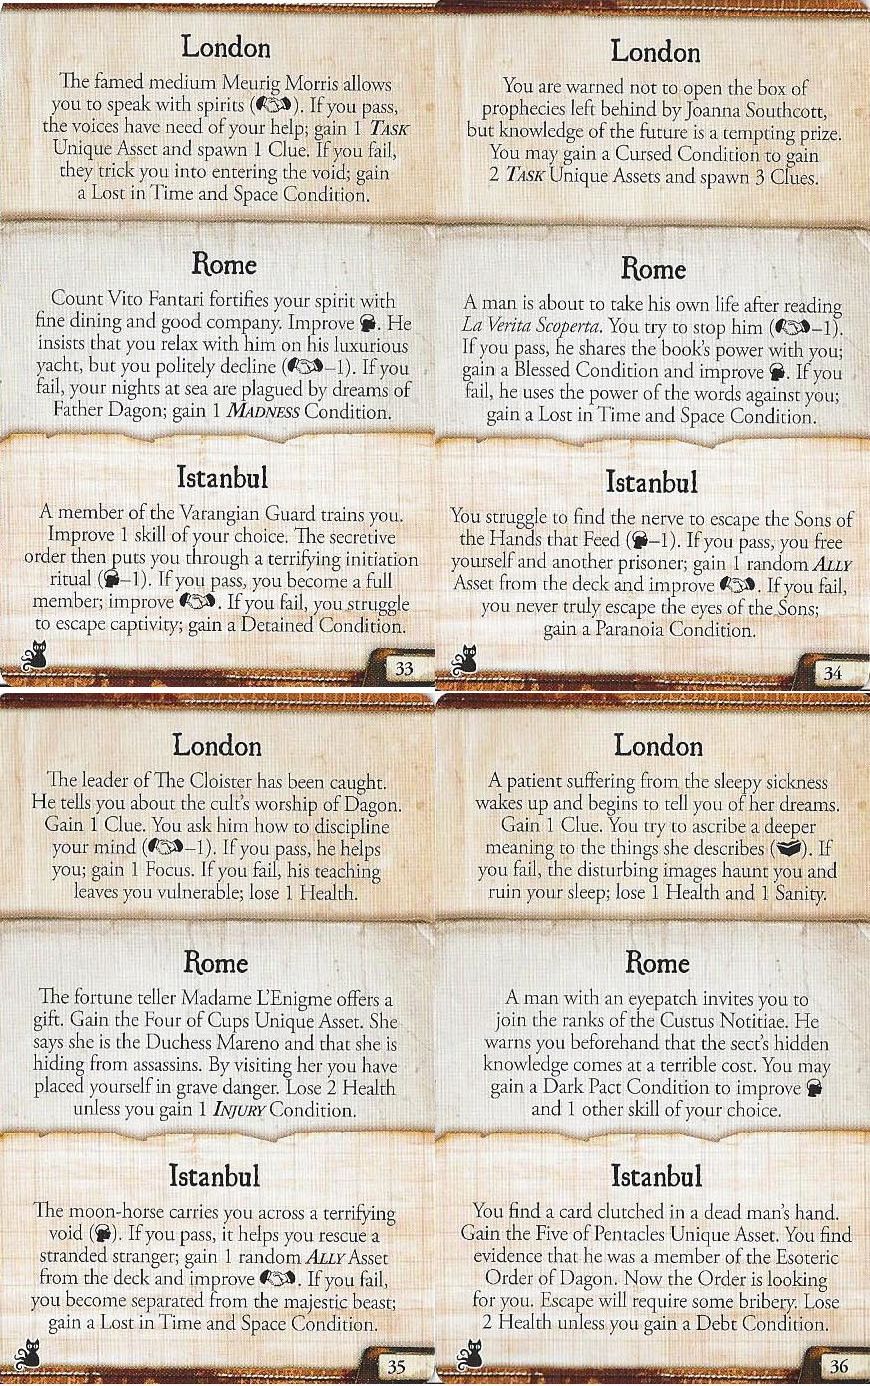 London
The famed medium Meurig Morris allows
you to speak with spirits ( ). If you pass,
the voices have need of your help; gain 1 TASK
Unique Asset and spawn 1 Clue. If you fail,
they trick you into entering the void; gain
a Lost in Time and Space Condition.
Rome
Count Vito Fantari fortifies your spirit with
fine dining and good company. Improve . He
insists that you relax with him on his luxurious
yacht, but you politely decline ( –1). If you
fail, your nights at sea are plagued by dreams of
Father Dagon; gain 1 MADNESS Condition.
Istanbul
A member of the Varangian Guard trains you.
Improve 1 skill of your choice. The secretive
order then puts you through a terrifying initiation
ritual ( –1). If you pass, you become a full
member; improve . If you fail, you struggle
to escape captivity; gain a Detained Condition.
33
London
You are warned not to open the box of
prophecies left behind by Joanna Southcott,
but knowledge of the future is a tempting prize.
You may gain a Cursed Condition to gain
2 TASK Unique Assets and spawn 3 Clues.
Rome
A man is about to take his own life after reading
La Verita Scoperta. You try to stop him ( –1).
If you pass, he shares the book's power with you;
gain a Blessed Condition and improve . If you
fail, he uses the power of the words against you;
gain a Lost in Time and Space Condition.
Istanbul
You struggle to find the nerve to escape the Sons of
the Hands that Feed ( –1). If you pass, you free
yourself and another prisoner; gain 1 random ALLY
Asset from the deck and improve . If you fail,
you never truly escape the eyes of the Sons;
gain a Paranoia Condition.
34
London
The leader of The Cloister has been caught.
He tells you about the cult's worship of Dagon.
Gain 1 Clue. You ask him how to discipline
your mind ( –1). If you pass, he helps
you; gain 1 Focus. If you fail, his teaching
leaves you vulnerable; lose 1 Health.
Rome
The fortune teller Madame L'Enigme offers a
gift. Gain the Four of Cups Unique Asset. She
says she is the Duchess Mareno and that she is
hiding from assassins. By visiting her you have
placed yourself in grave danger. Lose 2 Health
unless you gain 1 INJURY Condition.
Istanbul
The moon-horse carries you across a terrifying
void ( ). If you pass, it helps you rescue a
stranded stranger; gain 1 random ALLY Asset
from the deck and improve . If you fail,
you become separated from the majestic beast;
gain a Lost in Time and Space Condition.
35
London
A patient suffering from the sleepy sickness
wakes up and begins to tell you of her dreams.
Gain 1 Clue. You try to ascribe a deeper
meaning to the things she describes ( ). If
you fail, the disturbing images haunt you and
ruin your sleep; lose 1 Health and 1 Sanity.
Rome
A man with an eyepatch invites you to
join the ranks of the Custus Notitiae. He
warns you beforehand that the sect's hidden
knowledge comes at a terrible cost. You may
gain a Dark Pact Condition to improve
and 1 other skill of your choice.
Istanbul
You find a card clutched in a dead man's hand.
Gain the Five of Pentacles Unique Asset. You find
evidence that he was a member of the Esoteric
Order of Dagon. Now the Order is looking
for you. Escape will require some bribery. Lose
2 Health unless you gain a Debt Condition.
36